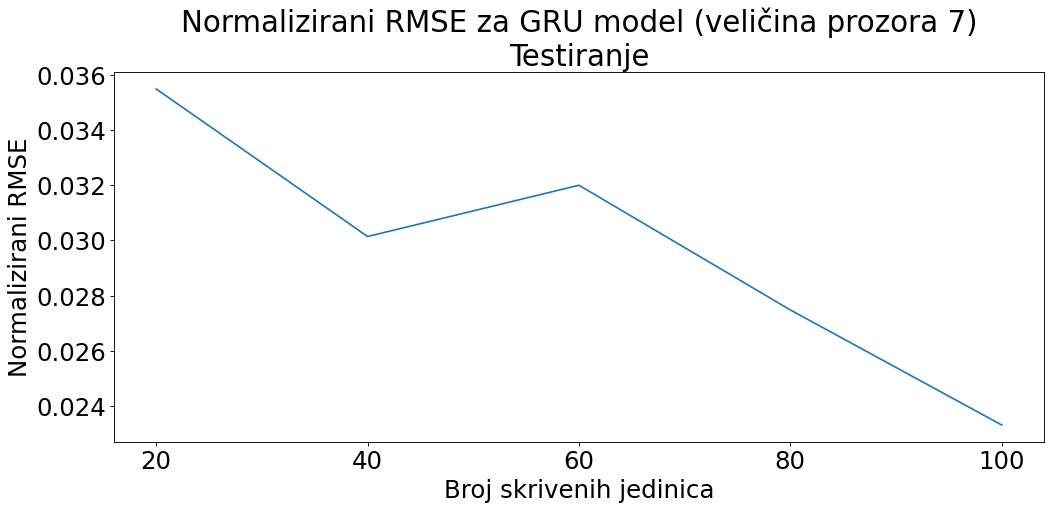 Normalizirani RMSE za GRU model (veličina prozora 7)
Testiranje
Normalizirani RMSE
0.036
0.034
0.032
0.030
0.028
0.026
0.024
20 40 60 80 100
Broj skrivenih jedinica